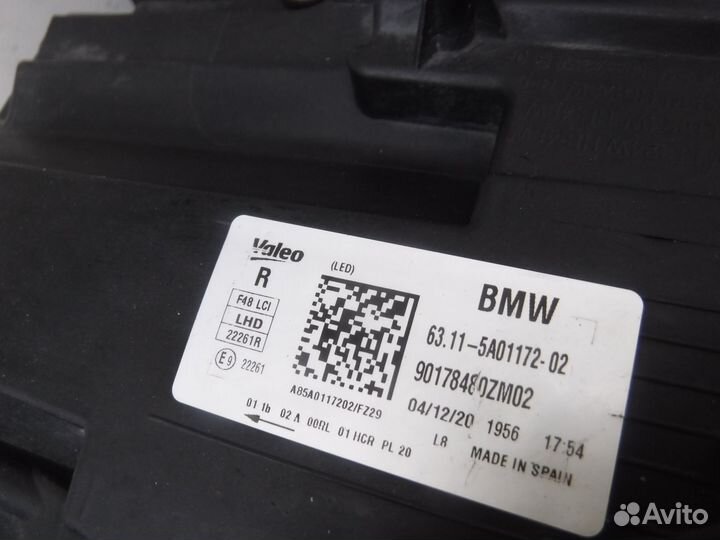 Valeo
R
(LED)
F48 LCI
LHD
22261R
E9 22261
A85A0117202/FZ29
01 1b 02 A 00RL 01 HCR PL 20
BMW
63.11-5A01172-02
90178480ZM02
04/12/20 1956 17:54
L8 MADE IN SPAIN
Avito